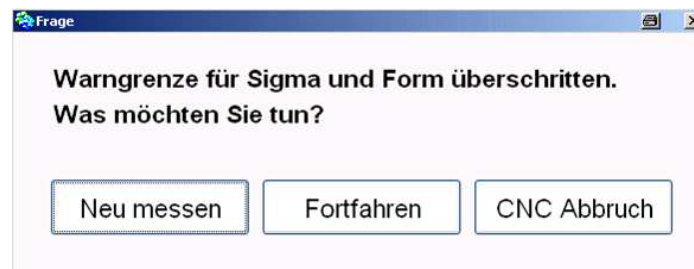 Frage
Warngrenze für Sigma und Form überschritten.
Was möchten Sie tun?
Neu messen Fortfahren CNC Abbruch